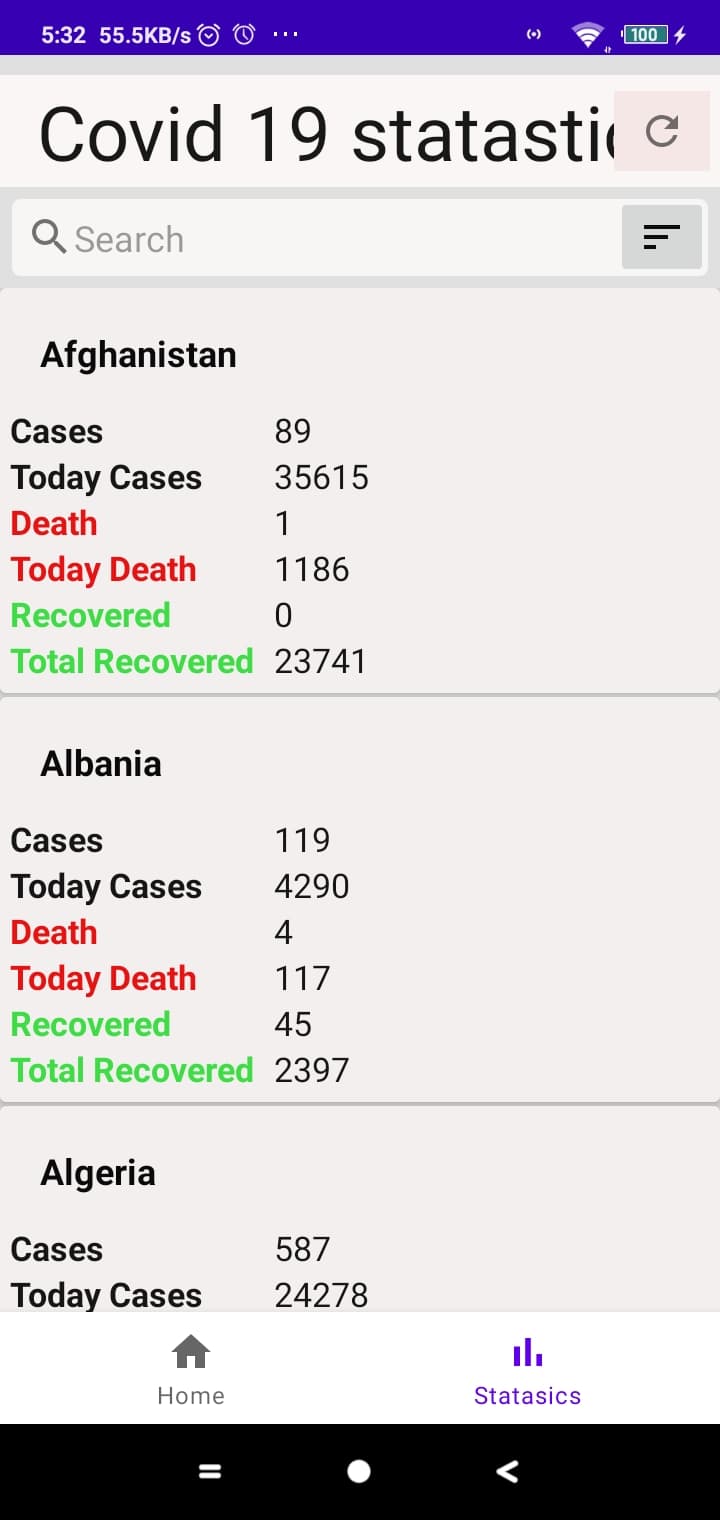 5:32 55.5KB/s ... 100
Covid 19 statastic
Search
Afghanistan
Cases 89
Today Cases 35615
Death 1
Today Death 1186
Recovered 0
Total Recovered 23741
Albania
Cases 119
Today Cases 4290
Death 4
Today Death 117
Recovered 45
Total Recovered 2397
Algeria
Cases 587
Today Cases 24278
Home Statasics